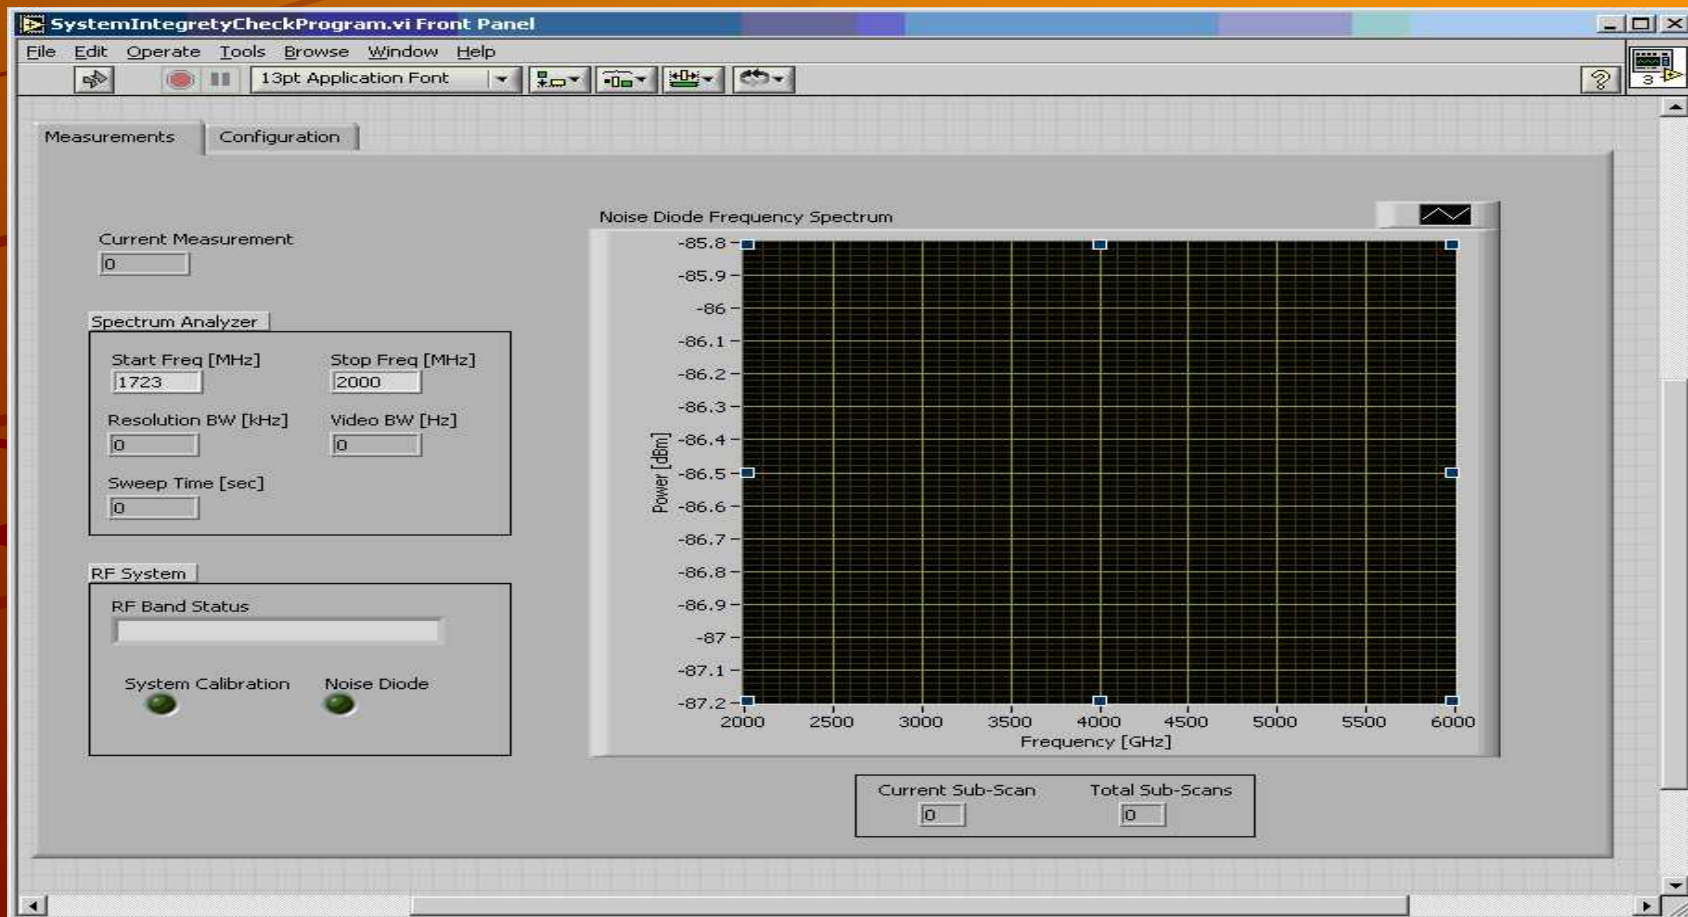 SystemIntegretyCheckProgram.vi Front Panel
File Edit Operate Tools Browse Window Help
13pt Application Font
?
3
Measurements
Configuration
Current Measurement
0
Spectrum Analyzer
Start Freq [MHz] Stop Freq [MHz]
1723 2000
Resolution BW [kHz] Video BW [Hz]
0 0
Sweep Time [sec]
0
RF System
RF Band Status
System Calibration Noise Diode
Noise Diode Frequency Spectrum
Power [dBm]
-85.8
-85.9
-86
-86.1
-86.2
-86.3
-86.4
-86.5
-86.6
-86.7
-86.8
-86.9
-87
-87.1
-87.2
2000 2500 3000 3500 4000 4500 5000 5500 6000
Frequency [GHz]
Current Sub-Scan Total Sub-Scans
0 0